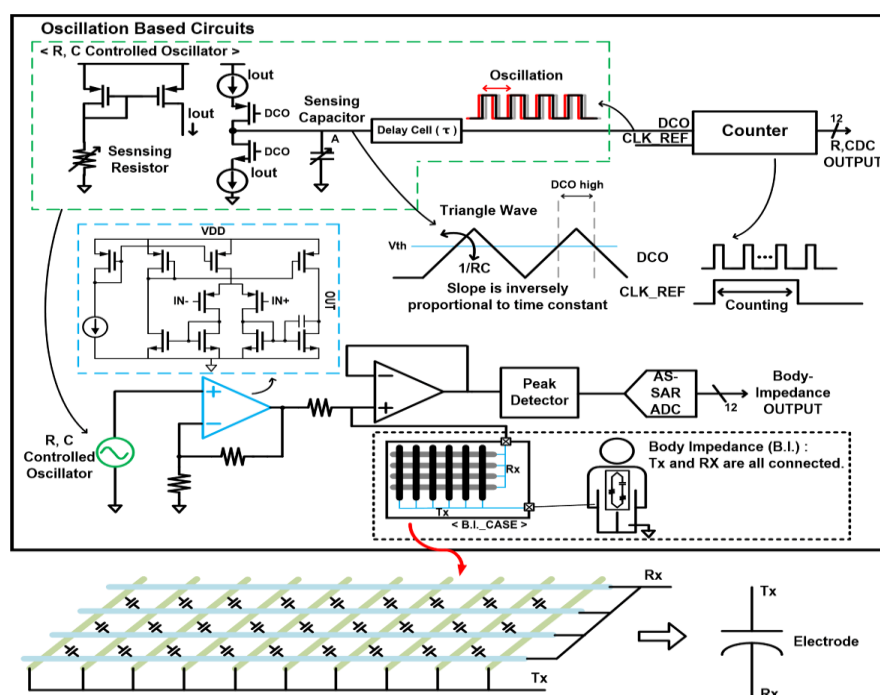 Oscillation Based Circuits
< R, C Controlled Oscillator >
Iout
DCO
Iout
Sesnsing
Resistor
DCO
Iout
Sensing
Capacitor
A
Delay Cell ( τ )
Oscillation
DCO
CLK_REF
Counter
12
R,CDC
OUTPUT
VDD
IN-
IN+
OUT
Triangle Wave
DCO high
Vth
1/RC
Slope is inversely
proportional to time constant
DCO
CLK_REF
Counting
R, C
Controlled
Oscillator
+
−
−
+
Peak
Detector
AS-
SAR
ADC
12
Body-
Impedance
OUTPUT
Rx
Tx
< B.I._CASE >
Body Impedance (B.I.) :
Tx and RX are all connected.
Rx
Tx
Tx
Electrode
Rx